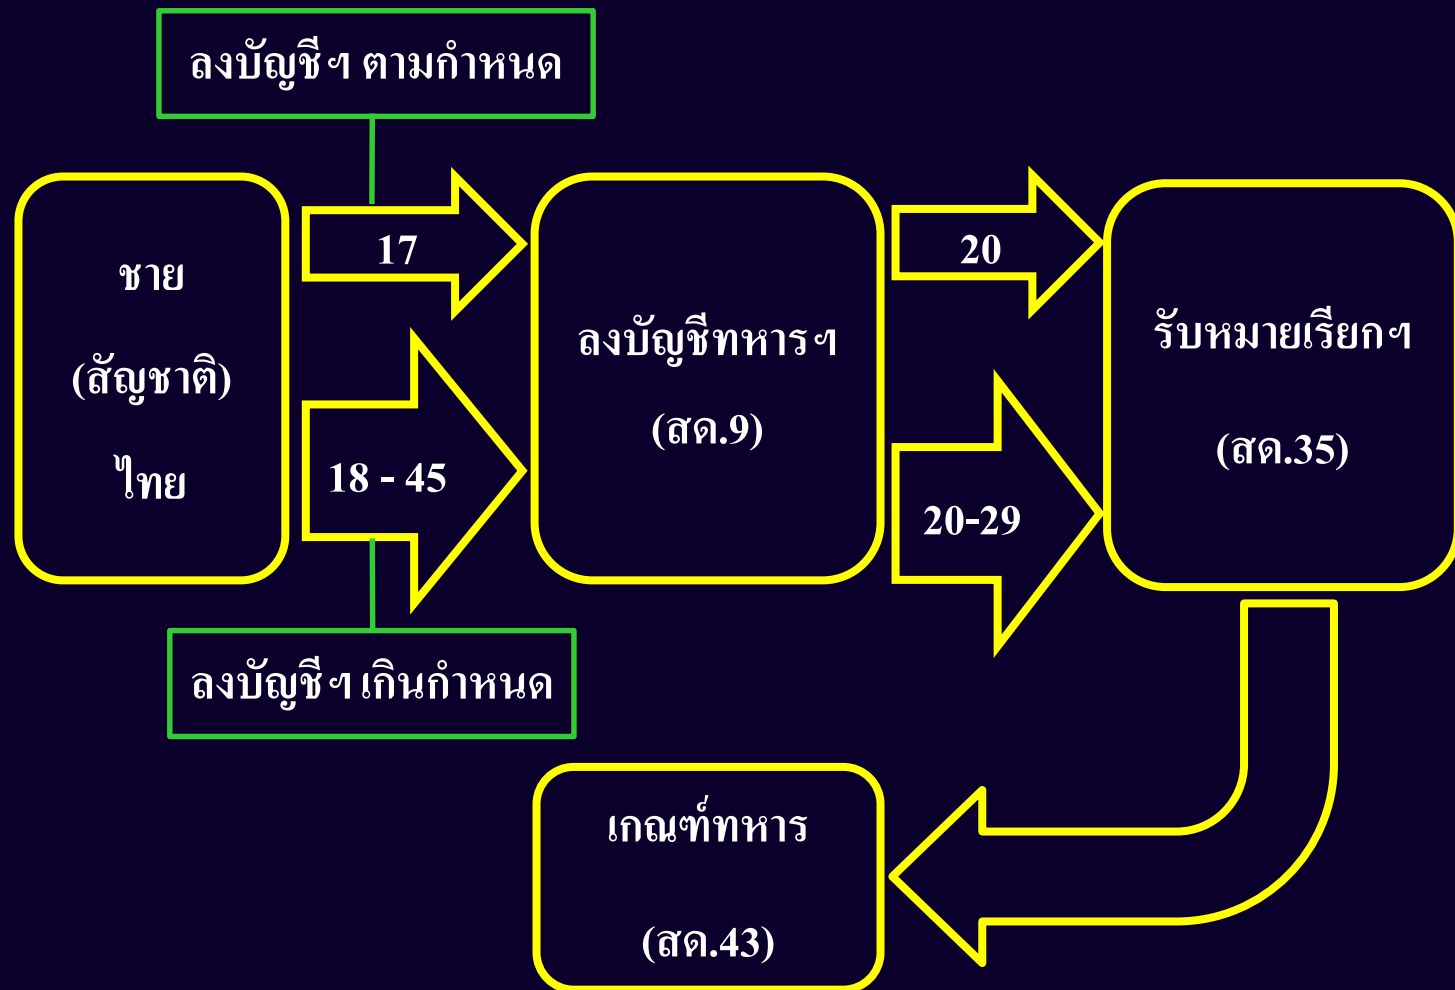 ลงบัญชี ฯ ตามกำหนด
ชาย
(สัญชาติ)
ไทย
17
18 - 45
ลงบัญชี ฯ เกินกำหนด
ลงบัญชีทหาร ฯ
(สด.9)
20
20-29
รับหมายเรียกฯ
(สด.35)
เกณฑ์ทหาร
(สด.43)